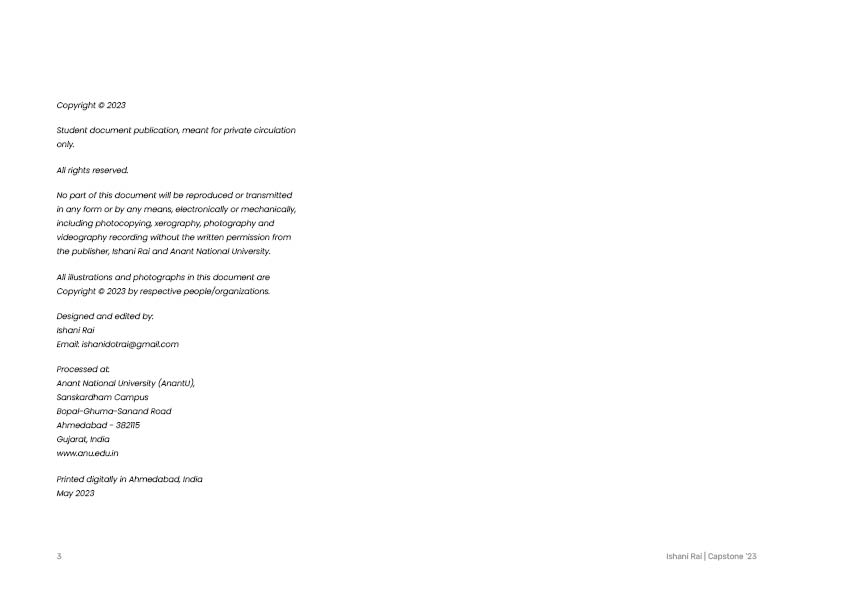 Copyright © 2023
Student document publication, meant for private circulation
only.
All rights reserved.
No part of this document will be reproduced or transmitted
in any form or by any means, electronically or mechanically,
including photocopying, xerography, photography and
videography recording without the written permission from
the publisher, Ishani Rai and Anant National University.
All illustrations and photographs in this document are
Copyright © 2023 by respective people/organizations.
Designed and edited by:
Ishani Rai
Email: ishanidotrai@gmail.com
Processed at:
Anant National University (AnantU),
Sanskardham Campus
Bopal-Ghuma-Sanand Road
Ahmedabad - 382115
Gujarat, India
www.anu.edu.in
Printed digitally in Ahmedabad, India
May 2023
3
Ishani Rai | Capstone '23